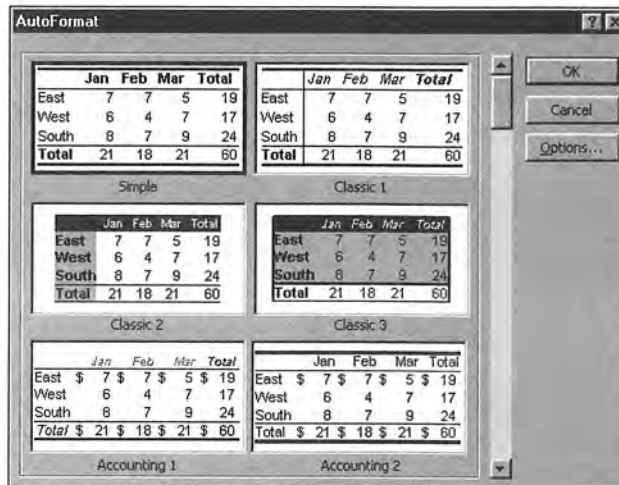 AutoFormat
Jan Feb Mar Total
East 7 7 5 19
West 6 4 7 17
South 8 7 9 24
Total 21 18 21 60
Simple
Jan Feb Mar Total
East 7 7 5 19
West 6 4 7 17
South 8 7 9 24
Total 21 18 21 60
Classic 1
Jan Feb Mar Total
East 7 7 5 19
West 6 4 7 17
South 8 7 9 24
Total 21 18 21 60
Classic 2
Jan Feb Mar Total
East 7 7 5 19
West 6 4 7 17
South 8 7 9 24
Total 21 18 21 60
Classic 3
Jan Feb Mar Total
East $ 7 $ 7 $ 5 $ 19
West 6 4 7 17
South 8 7 9 24
Total $ 21 $ 18 $ 21 $ 60
Accounting 1
Jan Feb Mar Total
East $ 7 $ 7 $ 5 $ 19
West 6 4 7 17
South 8 7 9 24
Total $ 21 $ 18 $ 21 $ 60
Accounting 2
OK
Cancel
Options...